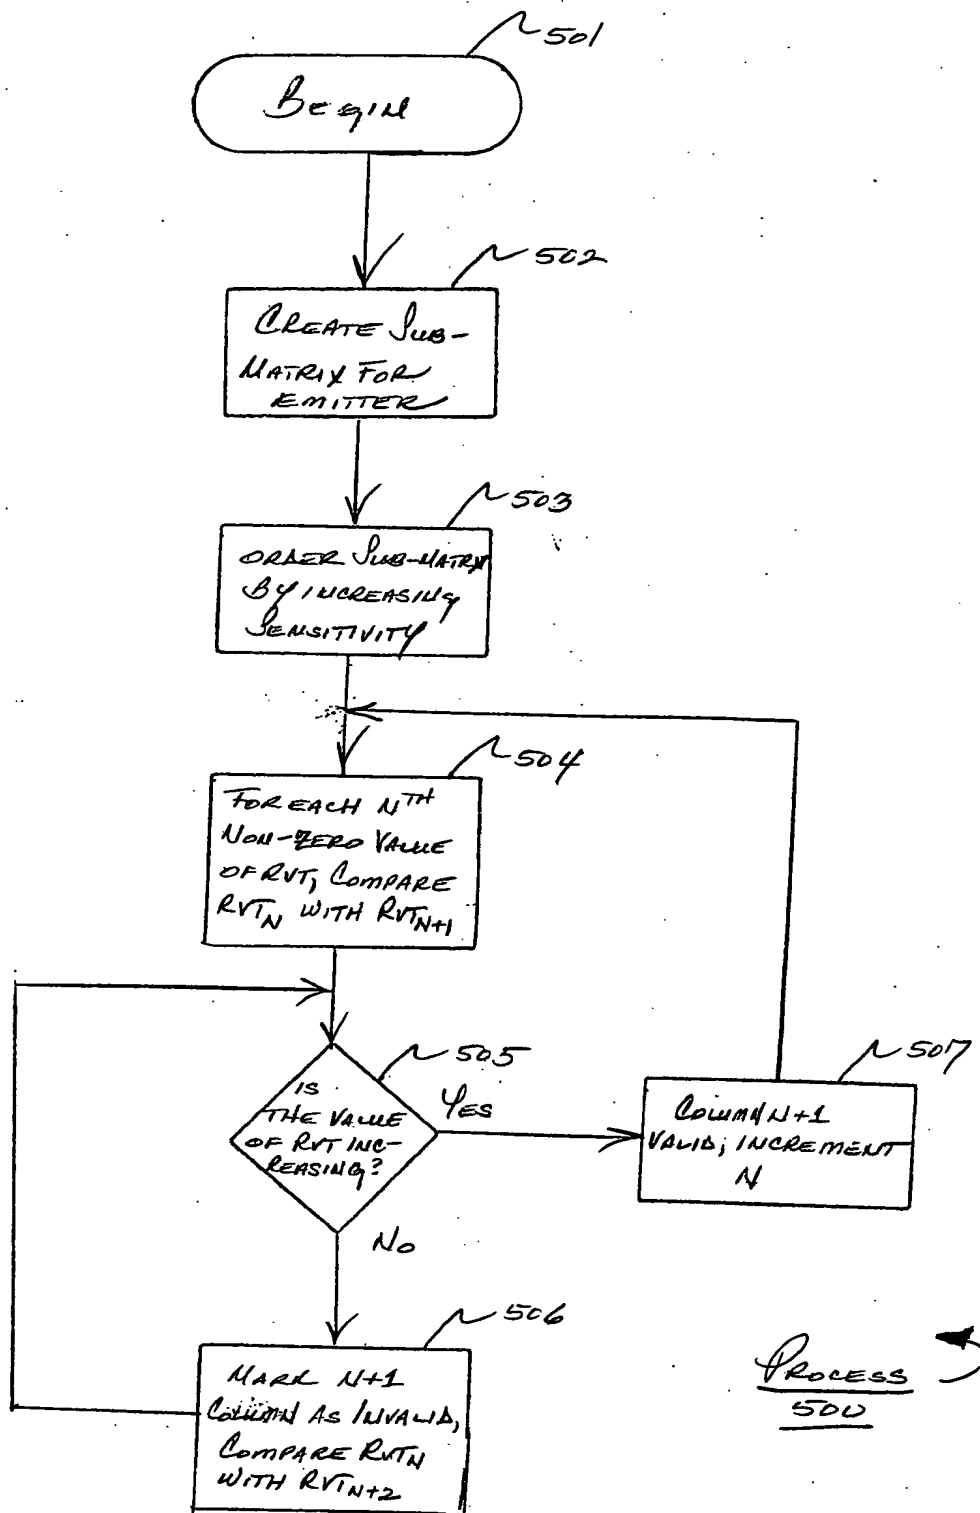 501
Begin
502
CREATE SUB-
MATRIX FOR
EMITTER
503
ORDER SUB-MATRIX
BY INCREASING
SENSITIVITY
504
FOR EACH NTH
NON-ZERO VALUE
OF RVT, COMPARE
RVTN WITH RVTN+1
505
IS
THE VALUE
OF RVT INC-
REASING?
YES
507
COLUMN N+1
VALID; INCREMENT
N
No
506
MARK N+1
COLUMN AS INVALID,
COMPARE RVTN
WITH RVTN+2
PROCESS
500